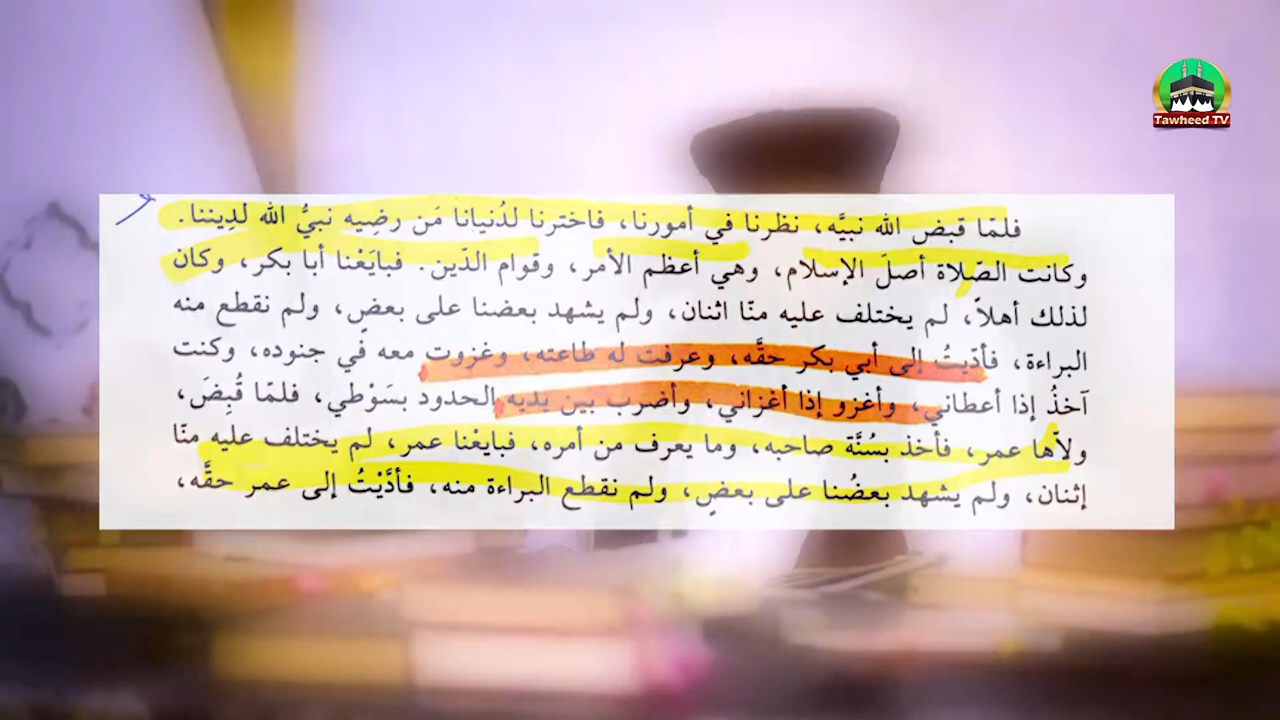 Tawheed TV
فلمّا قبض الله نبيَّه، نظرنا في أمورنا، فاخترنا لدُنيانا مَن رضِيه نبيُّ الله لدِيننا.
وكانت الصّلاة أصلَ الإسلام، وهي أعظم الأمر، وقوام الدّين. فبايَعْنا أبا بكر، وكان
لذلك أهلاً، لم يختلف عليه منّا اثنان، ولم يشهد بعضنا على بعضٍ، ولم نقطع منه
البراءة، فأدّيتُ إلى أبي بكر حقَّه، وعرفت له طاعته، وغزوت معه في جنوده، وكنت
آخذُ إذا أعطاني، وأغزو إذا أغزاني، وأضرب بين يديه الحدود بسَوْطي، فلمّا قُبِضَ،
ولاّها عمر، فأخذ بسُنَّة صاحبه، وما يعرف من أمره، فبايعْنا عمر، لم يختلف عليه منّا
إثنان، ولم يشهد بعضُنا على بعضٍ، ولم نقطع البراءة منه، فأدَّيْتُ إلى عمر حقَّه،